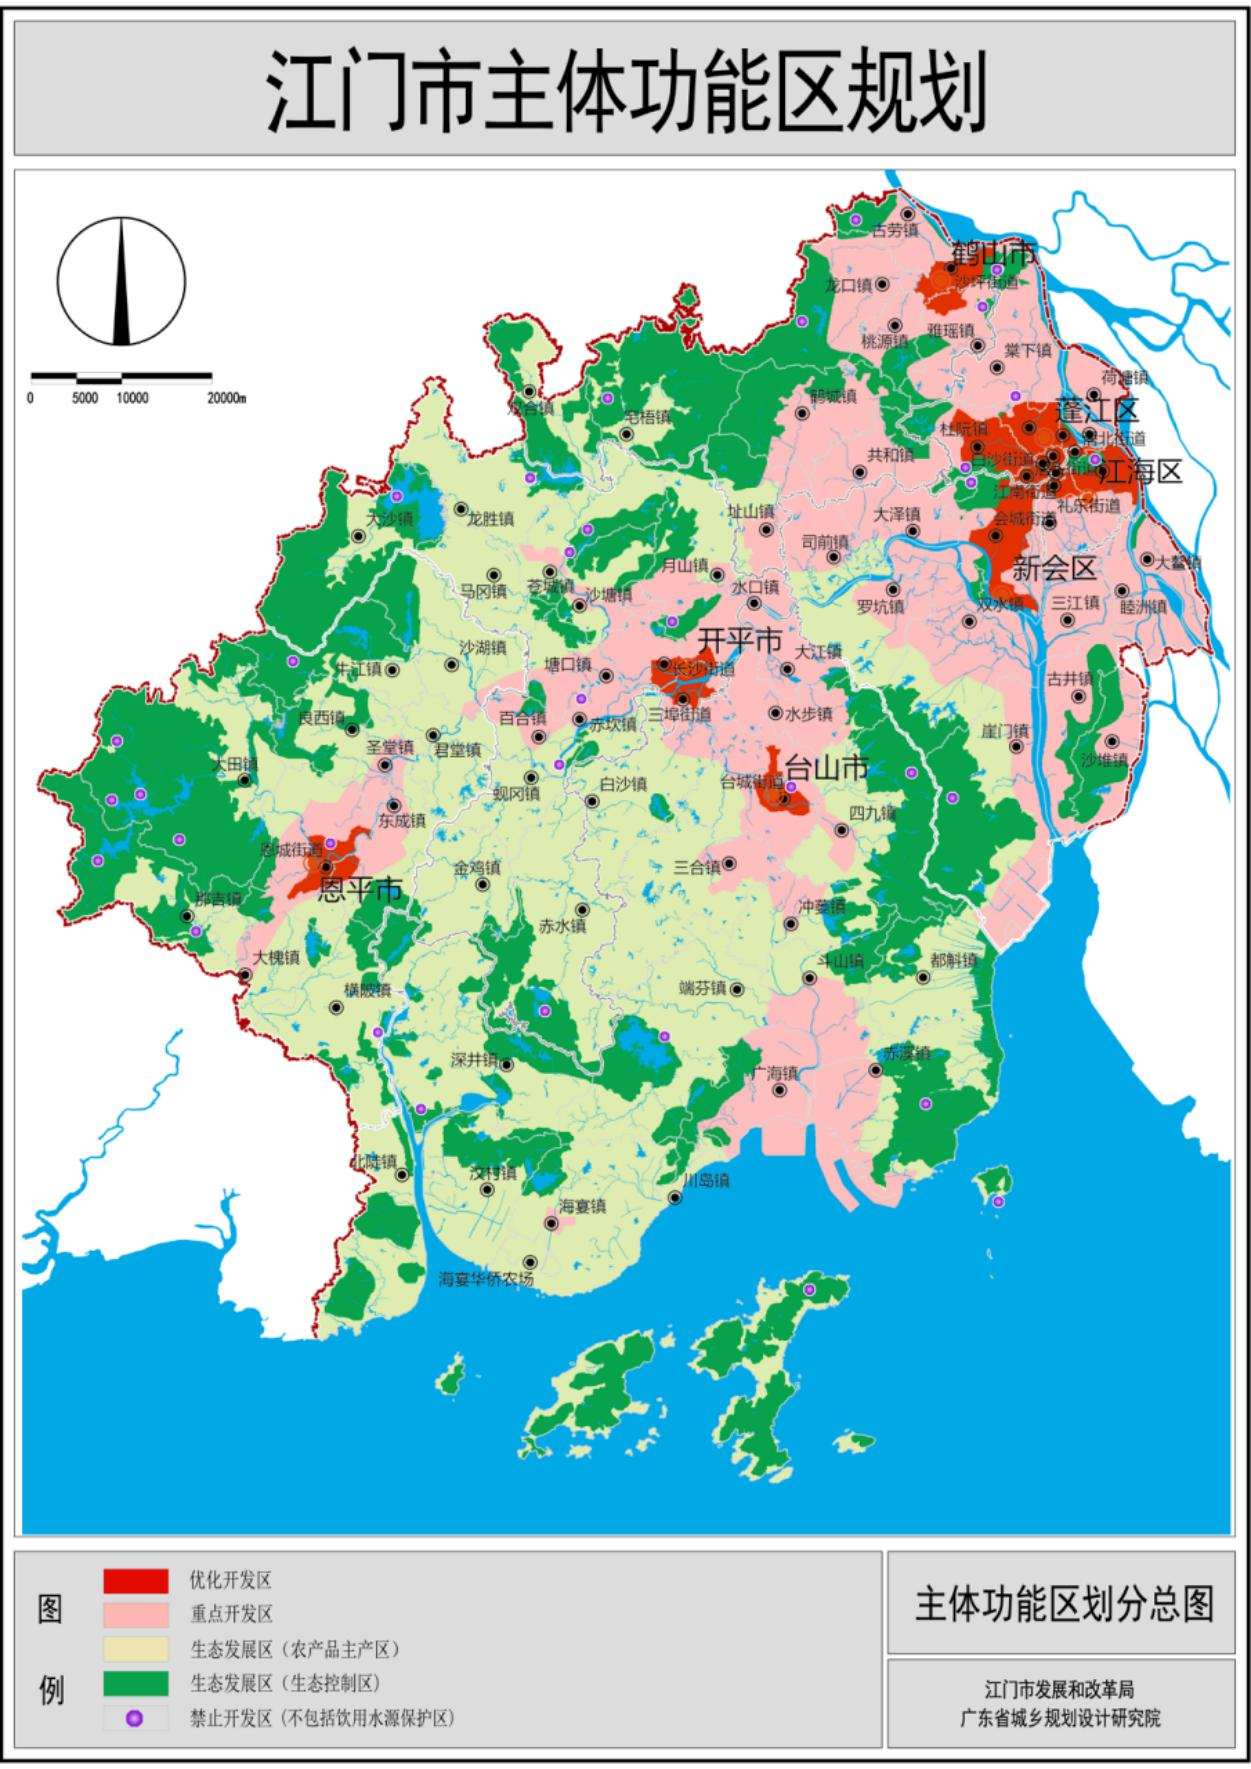 江门市主体功能区规划
0 5000 10000 20000m
古劳镇
鹤山市
沙坪街道
龙口镇
桃源镇
雅瑶镇
棠下镇
荷塘镇
双合镇
宅梧镇
鹤城镇
蓬江区
杜阮镇
共和镇
白沙街道
江海区
江南街道
礼乐街道
大沙镇
龙胜镇
址山镇
大泽镇
会城街道
司前镇
大鳌镇
马冈镇
苍城镇
沙塘镇
月山镇
水口镇
罗坑镇
新会区
双水镇
三江镇
睦洲镇
开平市
牛江镇
沙湖镇
塘口镇
长沙街道
大江镇
古井镇
良西镇
百合镇
赤坎镇
三埠街道
水步镇
圣堂镇
君堂镇
崖门镇
大田镇
台山市
沙堆镇
蚬冈镇
白沙镇
台城街道
东成镇
四九镇
恩城街道
恩平市
金鸡镇
三合镇
那吉镇
赤水镇
冲蒌镇
大槐镇
斗山镇
都斛镇
横陂镇
端芬镇
深井镇
广海镇
赤溪镇
北陡镇
汶村镇
川岛镇
海宴镇
海宴华侨农场
图例
优化开发区
重点开发区
生态发展区（农产品主产区）
生态发展区（生态控制区）
禁止开发区（不包括饮用水源保护区）
主体功能区划分总图
江门市发展和改革局
广东省城乡规划设计研究院